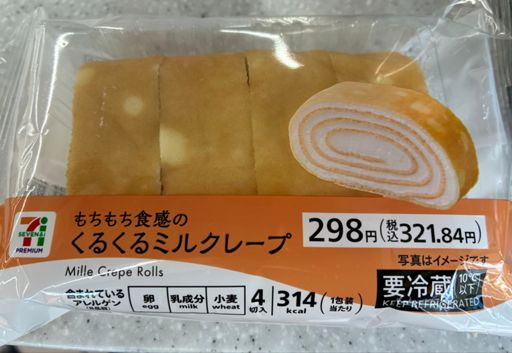 もちもち食感の
くるくるミルクレープ
Mille Crepe Rolls
298円(税込321.84円)
写真はイメージです
SEVEN&i
PREMIUM
含まれている
アレルゲン
卵 egg
乳成分 milk
小麦 wheat
4切入
314kcal
(1包装当たり)
要冷蔵
10℃以下
KEEP REFRIGERATED